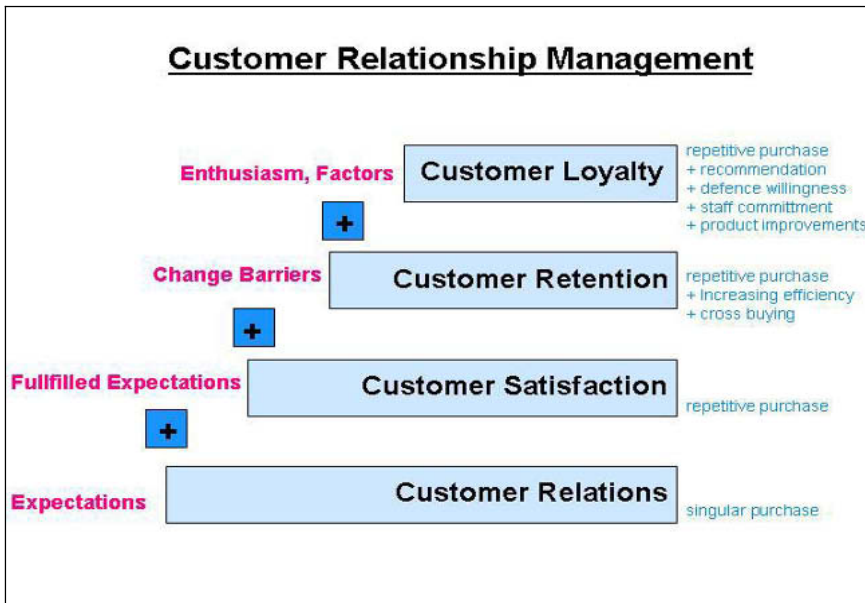 Customer Relationship Management
Enthusiasm, Factors
Customer Loyalty
repetitive purchase
+ recommendation
+ defence willingness
+ staff committment
+ product improvements
+
Change Barriers
Customer Retention
repetitive purchase
+ Increasing efficiency
+ cross buying
+
Fullfilled Expectations
Customer Satisfaction
repetitive purchase
+
Expectations
Customer Relations
singular purchase